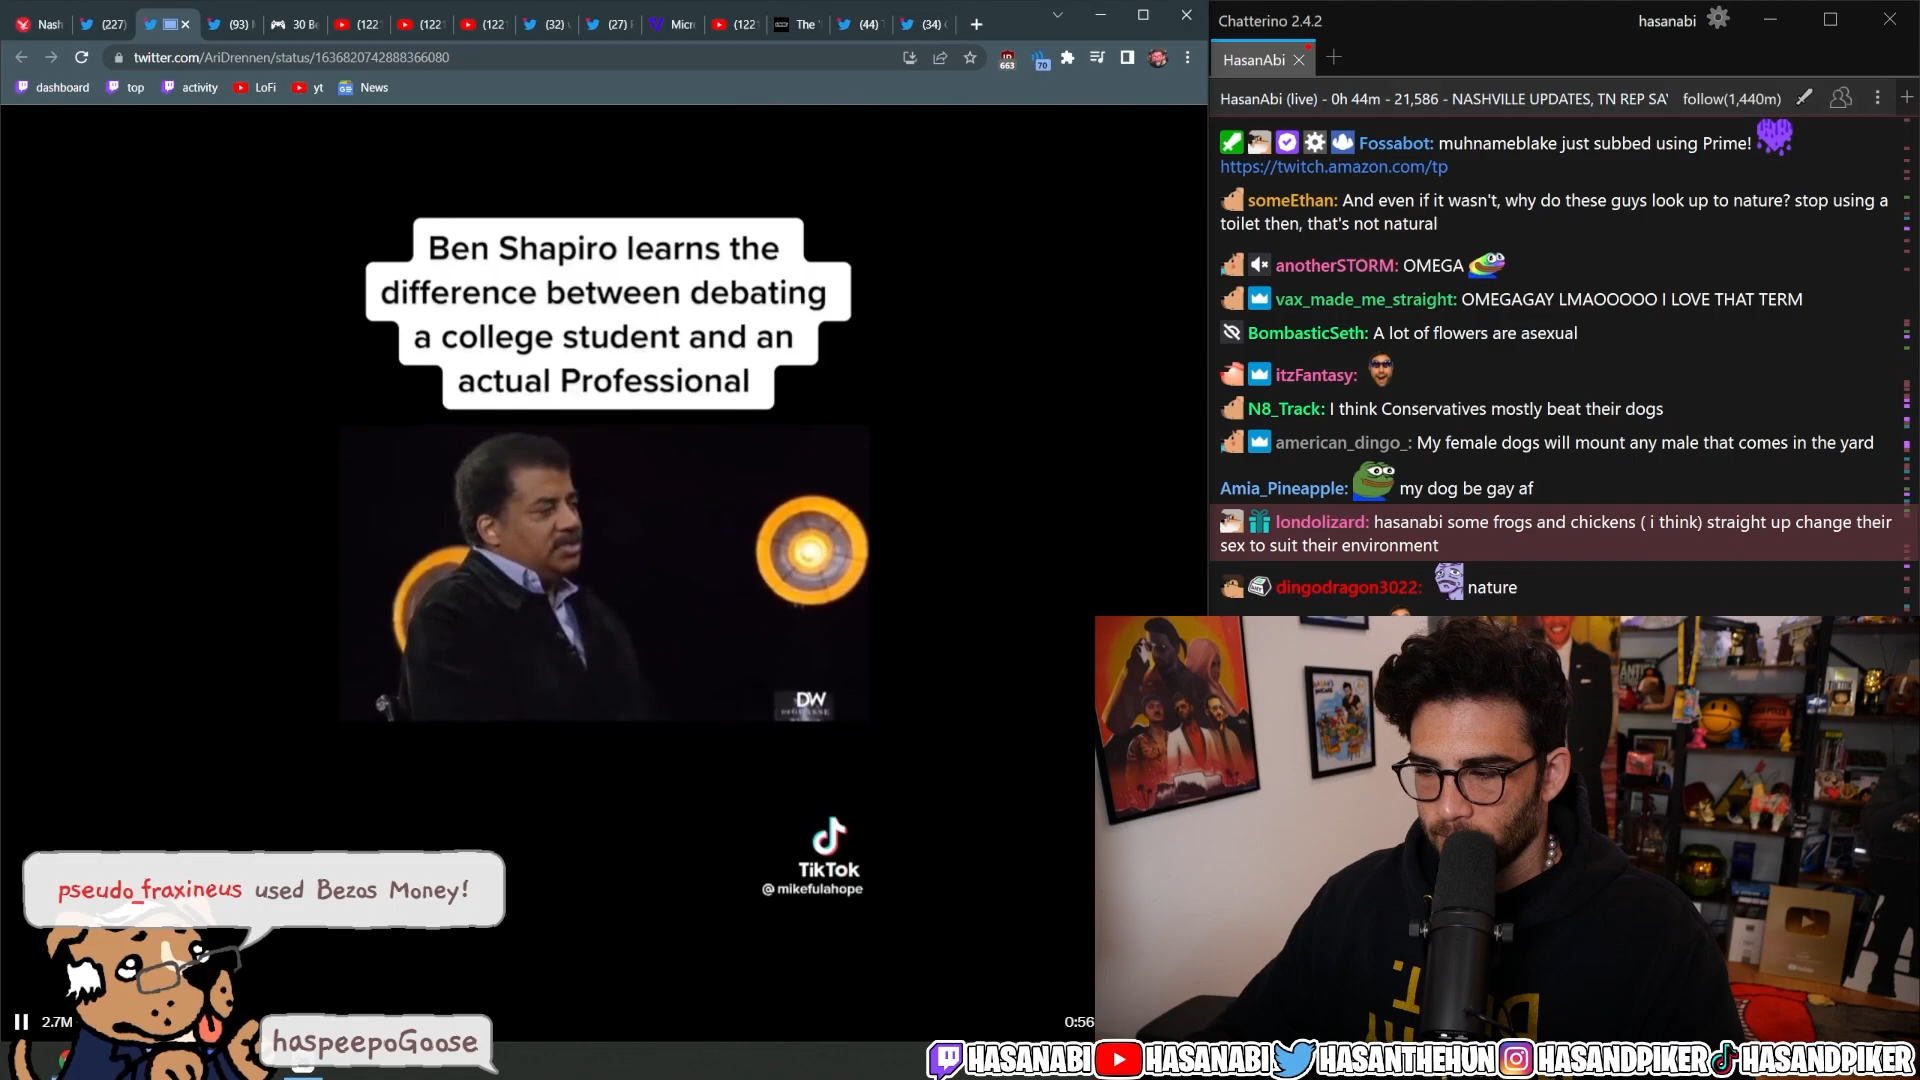 Nash
(227)
(93)
30 Be
(122
(122
(122
(32)
(27)
Micr
(122
The
(44)
(34)
twitter.com/AriDrennen/status/1636820742888366080
663
70
dashboard
top
activity
LoFi
yt
News
Ben Shapiro learns the
difference between debating
a college student and an
actual Professional
DW
TikTok
@mikefulahope
pseudo_fraxineus used Bezos Money!
haspeepoGoose
2.7M
0:56
Chatterino 2.4.2
hasanabi
HasanAbi
HasanAbi (live) - 0h 44m - 21,586 - NASHVILLE UPDATES, TN REP SA
follow(1,440m)
Fossabot: muhnameblake just subbed using Prime!
https://twitch.amazon.com/tp
someEthan: And even if it wasn't, why do these guys look up to nature? stop using a
toilet then, that's not natural
anotherSTORM: OMEGA
vax_made_me_straight: OMEGAGAY LMAOOOOO I LOVE THAT TERM
BombasticSeth: A lot of flowers are asexual
itzFantasy:
N8_Track: I think Conservatives mostly beat their dogs
american_dingo_: My female dogs will mount any male that comes in the yard
Amia_Pineapple: my dog be gay af
londolizard: hasanabi some frogs and chickens ( i think) straight up change their
sex to suit their environment
dingodragon3022: nature
HASANABI HASANABI HASANTHEHUN HASANDPIKER HASANDPIKER